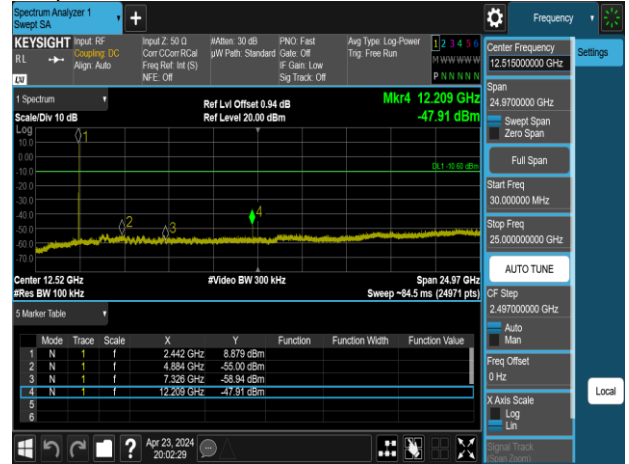 Spectrum Analyzer 1
Swept SA
+
Frequency
KEYSIGHT
RL
LXI
Input: RF
Coupling: DC
Align: Auto
Input Z: 50 Ω
Corr CCorr RCal
Freq Ref: Int (S)
NFE: Off
#Atten: 30 dB
µW Path: Standard
PNO: Fast
Gate: Off
IF Gain: Low
Sig Track: Off
Avg Type: Log-Power
Trig: Free Run
1 2 3 4 5 6
M W W W W W
P N N N N N
1 Spectrum
Scale/Div 10 dB
Ref Lvl Offset 0.94 dB
Ref Level 20.00 dBm
Mkr4 12.209 GHz
-47.91 dBm
Log
10.0
0.00
-10.0
-20.0
-30.0
-40.0
-50.0
-60.0
-70.0
1
2
3
4
DL1 -10.60 dBm
Center 12.52 GHz
#Res BW 100 kHz
#Video BW 300 kHz
Span 24.97 GHz
Sweep ~84.5 ms (24971 pts)
5 Marker Table
Mode Trace Scale X Y Function Function Width Function Value
1 N 1 f 2.442 GHz 8.879 dBm
2 N 1 f 4.884 GHz -55.00 dBm
3 N 1 f 7.326 GHz -58.94 dBm
4 N 1 f 12.209 GHz -47.91 dBm
5
6
?
Apr 23, 2024
20:02:29
Center Frequency
12.515000000 GHz
Span
24.9700000 GHz
Swept Span
Zero Span
Full Span
Start Freq
30.000000 MHz
Stop Freq
25.000000000 GHz
AUTO TUNE
CF Step
2.497000000 GHz
Auto
Man
Freq Offset
0 Hz
X Axis Scale
Log
Lin
Signal Track
(Span Zoom)
Settings
Local